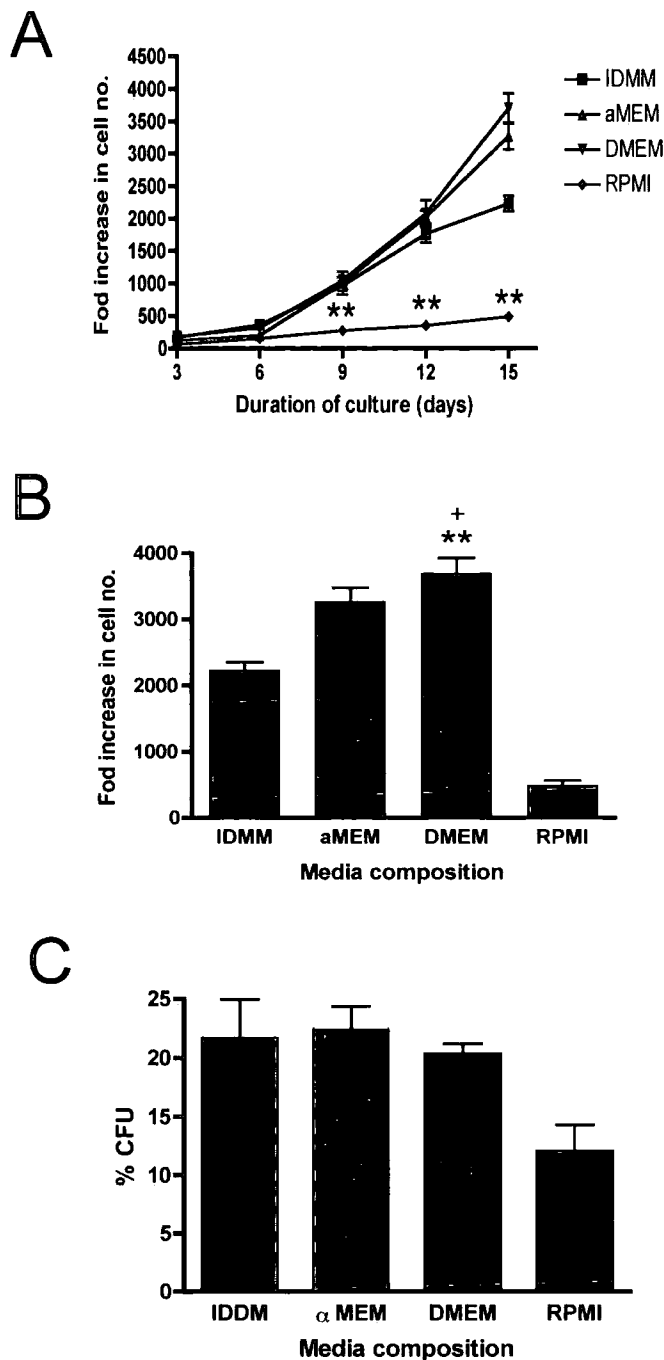 A
Fod increase in cell no.
4500
4000
3500
3000
2500
2000
1500
1000
500
0
** ** **
3 6 9 12 15
Duration of culture (days)
IDMM
aMEM
DMEM
RPMI
B
Fod increase in cell no.
4000
3000
2000
1000
0
+
**
IDMM aMEM DMEM RPMI
Media composition
C
% CFU
25
20
15
10
5
0
IDDM α MEM DMEM RPMI
Media composition